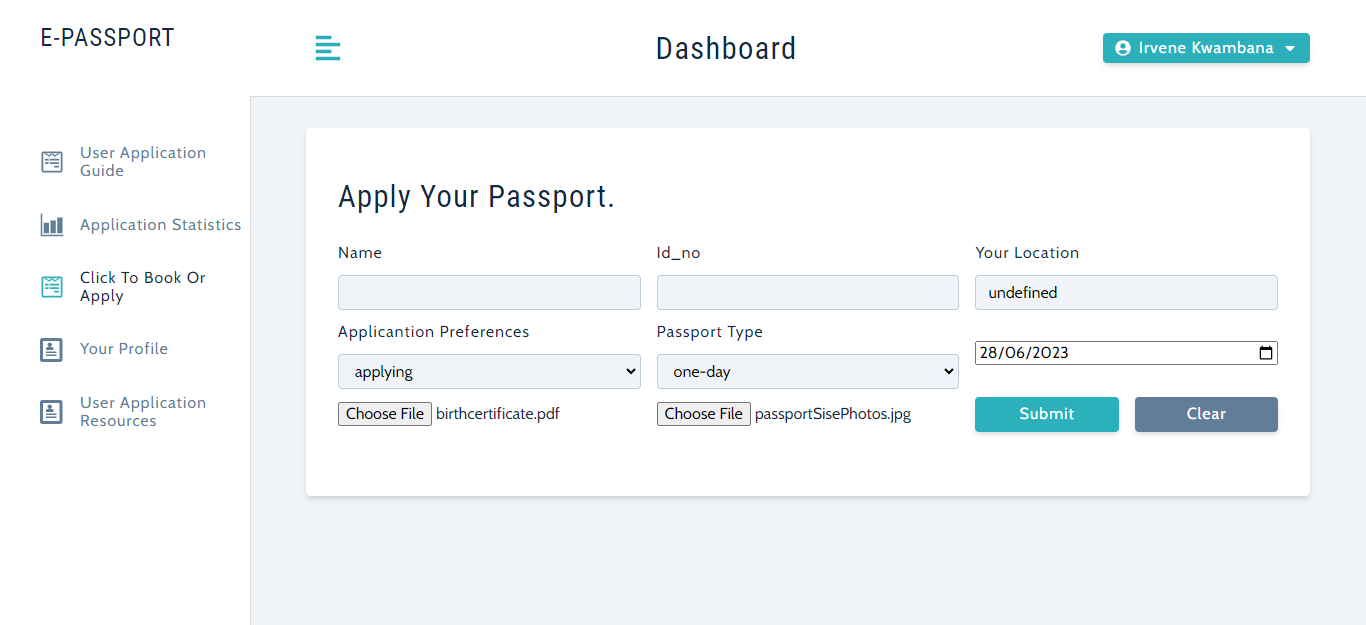 E-PASSPORT
Dashboard
Irvene Kwambana
User Application
Guide
Application Statistics
Click To Book Or
Apply
Your Profile
User Application
Resources
Apply Your Passport.
Name
Id_no
Your Location
undefined
Applicantion Preferences
Passport Type
applying
one-day
28/06/2023
Choose File birthcertificate.pdf
Choose File passportSisePhotos.jpg
Submit
Clear